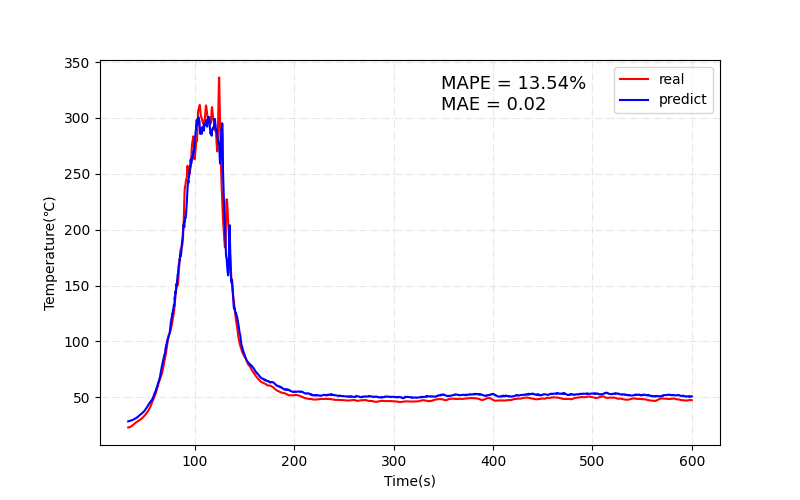 350
300
250
200
150
100
50
Temperature(℃)
MAPE = 13.54%
MAE = 0.02
real
predict
100 200 300 400 500 600
Time(s)